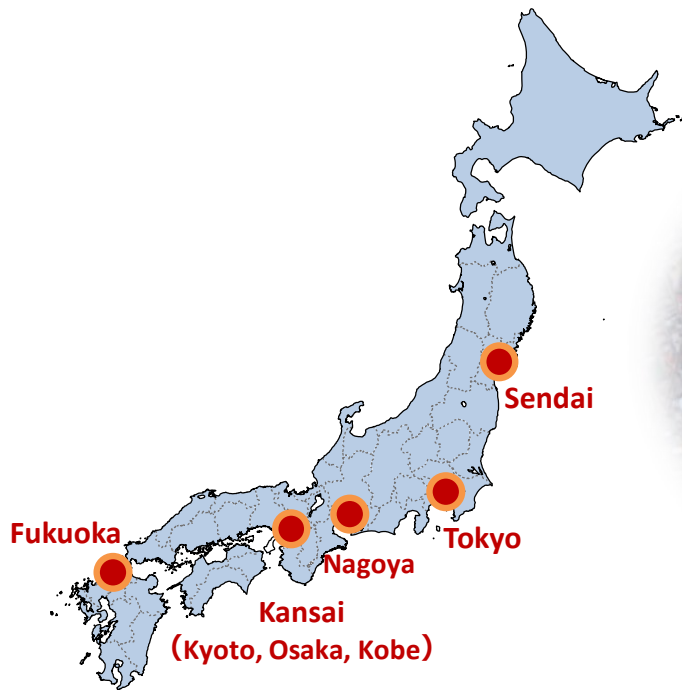 Sendai
Fukuoka
Tokyo
Nagoya
Kansai
（Kyoto, Osaka, Kobe）